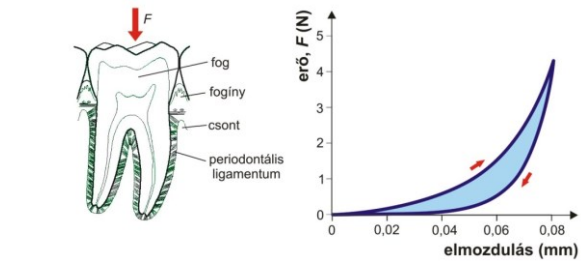 F
fog
fogíny
csont
periodontális
ligamentum
erő, F (N)
5
4
3
2
1
0
0
0,02
0,04
0,06
0,08
elmozdulás (mm)